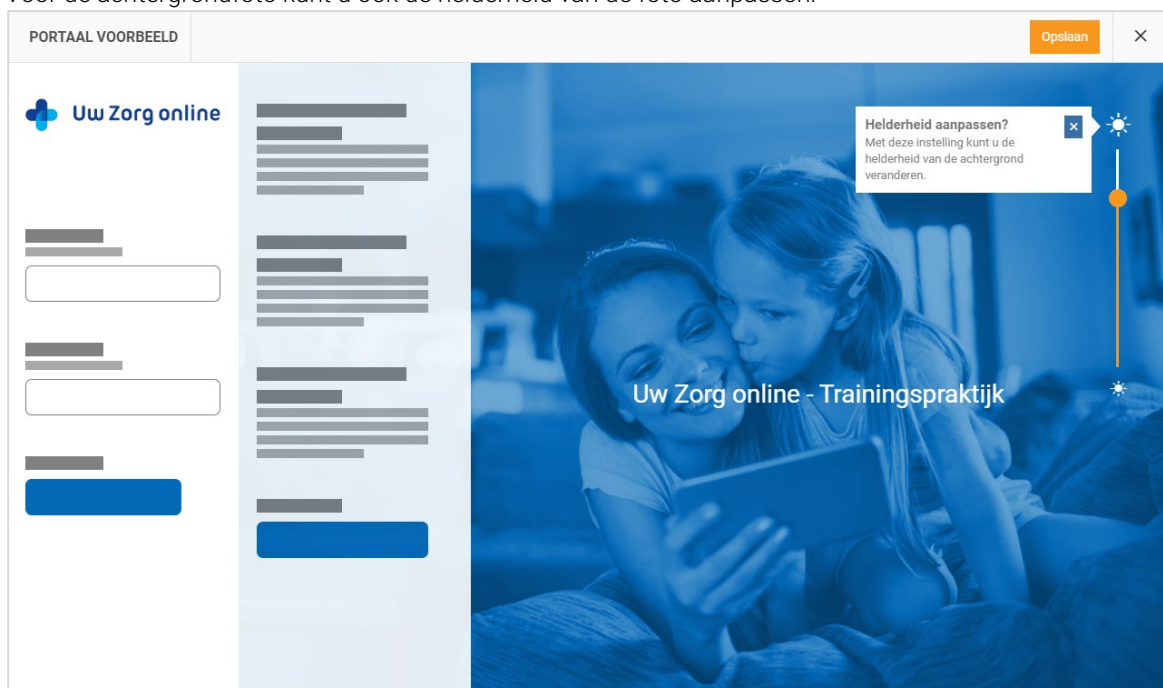 voor de achtergrondfoto kunt u ook de helderheid van de foto aanpassen.
PORTAAL VOORBEELD
Opslaan
Uw Zorg online
Helderheid aanpassen?
Met deze instelling kunt u de
helderheid van de achtergrond
veranderen.
Uw Zorg online - Trainingspraktijk